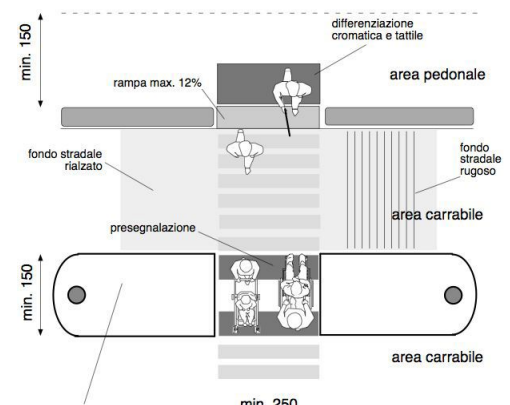 differenziazione
cromatica e tattile
min. 150
area pedonale
rampa max. 12%
fondo stradale
rialzato
fondo
stradale
rugoso
area carrabile
presegnalazione
min. 150
area carrabile
min. 250